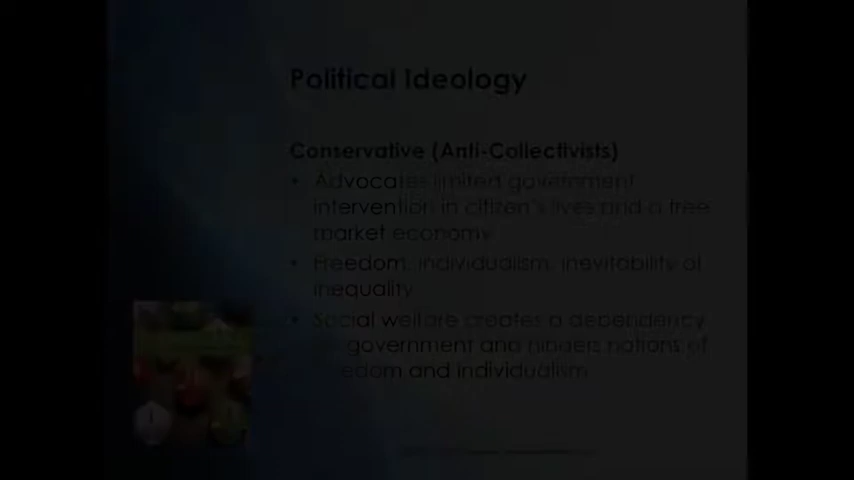 Political Ideology
Conservative (Anti-Collectivists)
• Advocates limited government
intervention in citizen's lives and a free
market economy
• Freedom, individualism, inevitability of
inequality
• Social welfare creates a dependency
government and hinders notions of
edom and individualism